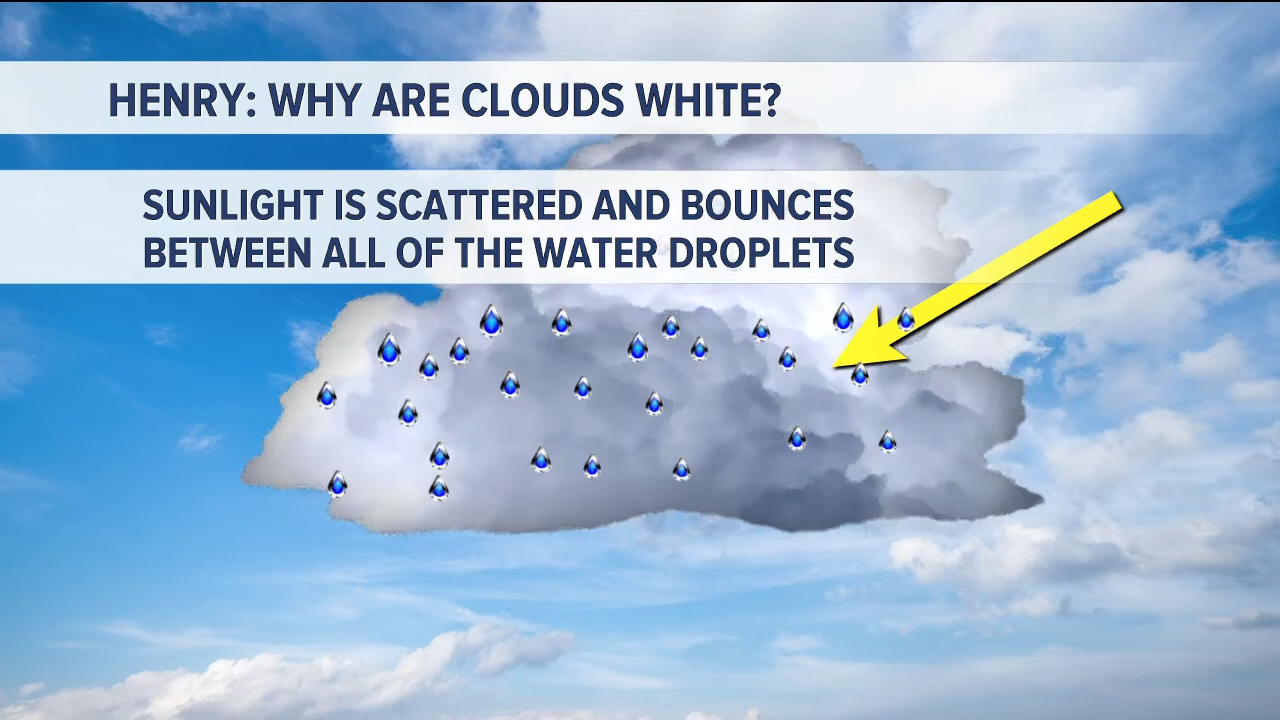 HENRY: WHY ARE CLOUDS WHITE?
SUNLIGHT IS SCATTERED AND BOUNCES
BETWEEN ALL OF THE WATER DROPLETS